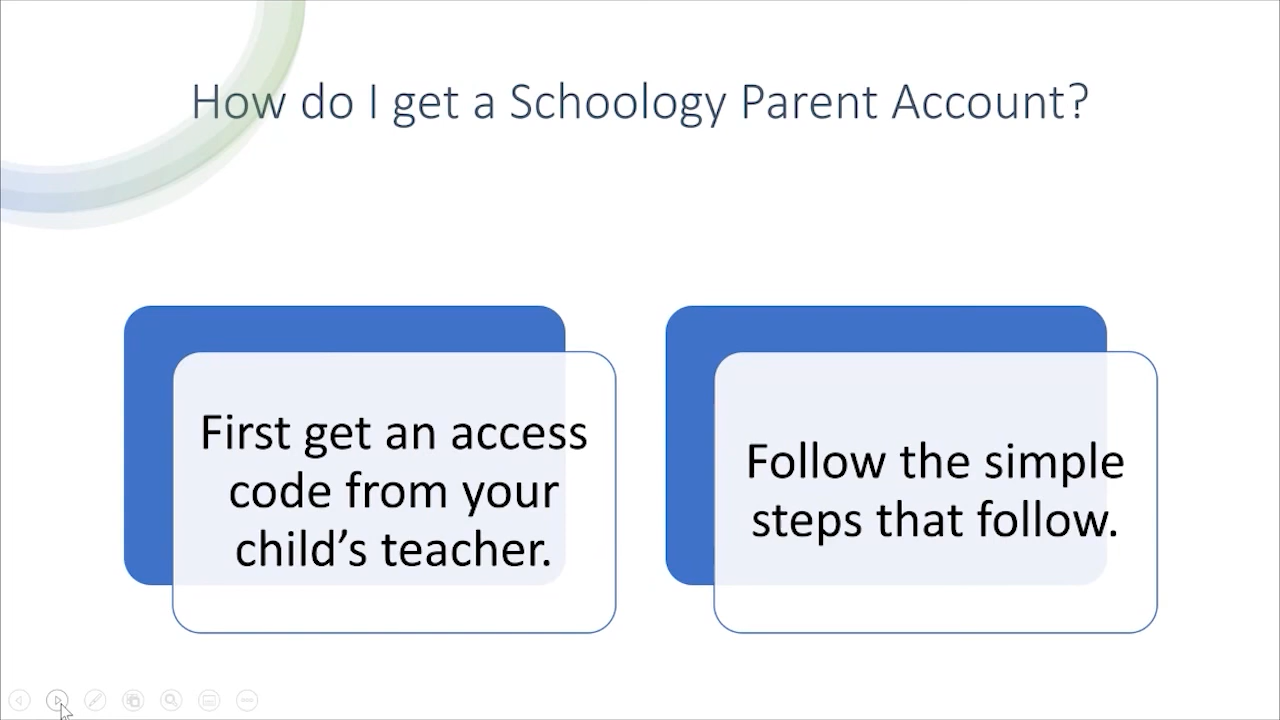 How do I get a Schoology Parent Account?
First get an access
code from your
child’s teacher.
Follow the simple
steps that follow.